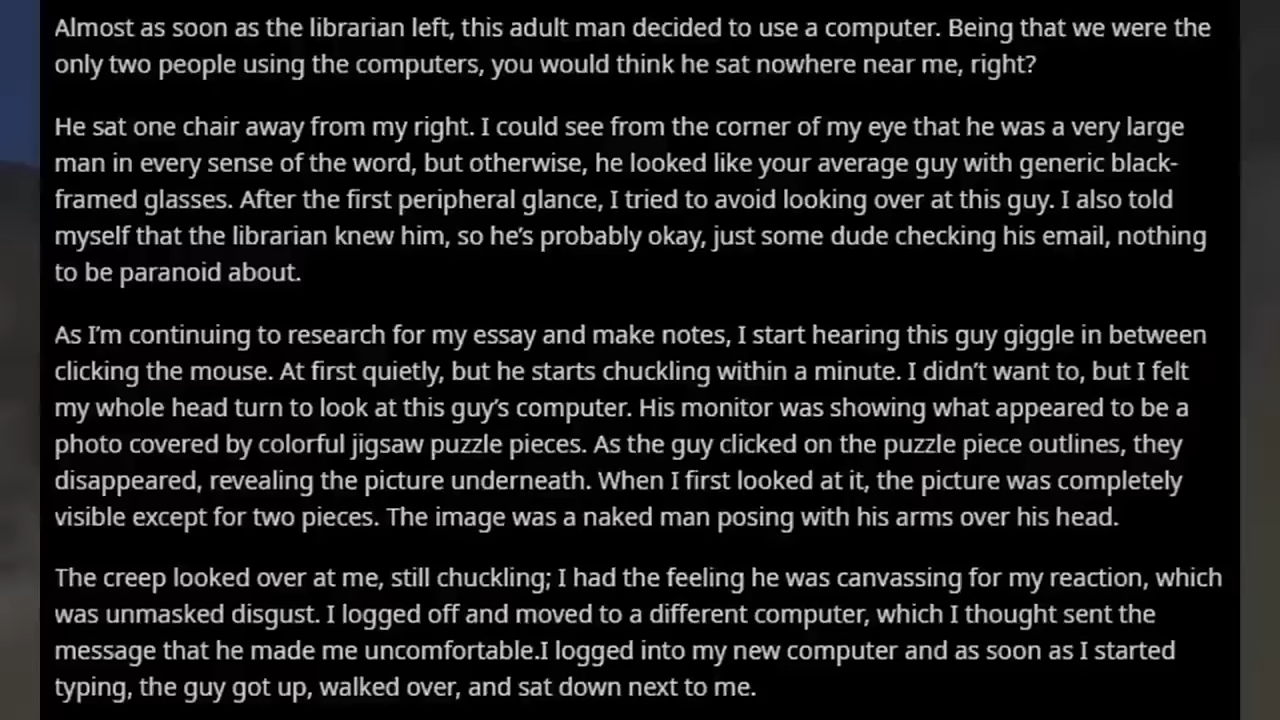 Almost as soon as the librarian left, this adult man decided to use a computer. Being that we were the
only two people using the computers, you would think he sat nowhere near me, right?
He sat one chair away from my right. I could see from the corner of my eye that he was a very large
man in every sense of the word, but otherwise, he looked like your average guy with generic black-
framed glasses. After the first peripheral glance, I tried to avoid looking over at this guy. I also told
myself that the librarian knew him, so he’s probably okay, just some dude checking his email, nothing
to be paranoid about.
As I’m continuing to research for my essay and make notes, I start hearing this guy giggle in between
clicking the mouse. At first quietly, but he starts chuckling within a minute. I didn’t want to, but I felt
my whole head turn to look at this guy’s computer. His monitor was showing what appeared to be a
photo covered by colorful jigsaw puzzle pieces. As the guy clicked on the puzzle piece outlines, they
disappeared, revealing the picture underneath. When I first looked at it, the picture was completely
visible except for two pieces. The image was a naked man posing with his arms over his head.
The creep looked over at me, still chuckling; I had the feeling he was canvassing for my reaction, which
was unmasked disgust. I logged off and moved to a different computer, which I thought sent the
message that he made me uncomfortable.I logged into my new computer and as soon as I started
typing, the guy got up, walked over, and sat down next to me.